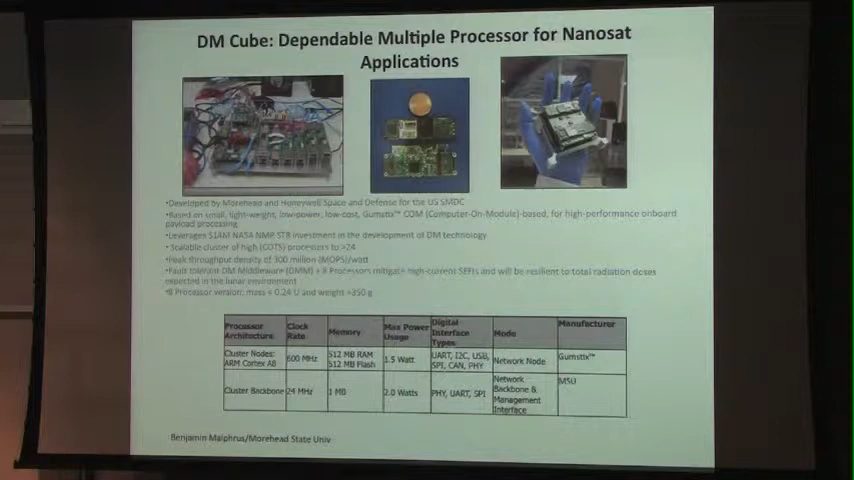 DM Cube: Dependable Multiple Processor for Nanosat
Applications
•Developed by Morehead and Honeywell Space and Defense for the US SMDC
•Based on small, light-weight, low-power, low-cost, Gumstix™ COM (Computer-On-Module)-based, for high-performance onboard
payload processing
•Leverages $14M NASA NMP ST8 investment in the development of DM technology
•Scalable cluster of high (COTS) processors to >24
•Peak throughput density of 300 million (MOPS)/watt
•Fault tolerant DM Middleware (DMM) + 8 Processors mitigate high-current SEFIs and will be resilient to total radiation doses
expected in the lunar environment
•8 Processor version: mass = 0.24 U and weight =350 g
Processor Architecture: Clock Rate Memory Max Power Usage Digital Interface Types Mode Manufacturer
Cluster Nodes: ARM Cortex A8 600 MHz 512 MB RAM 512 MB Flash 1.5 Watt UART, I2C, USB, SPI, CAN, PHY Network Node Gumstix™
Cluster Backbone 24 MHz 1 MB 2.0 Watts PHY, UART, SPI Network Backbone & Management Interface MSU
Benjamin Malphrus/Morehead State Univ